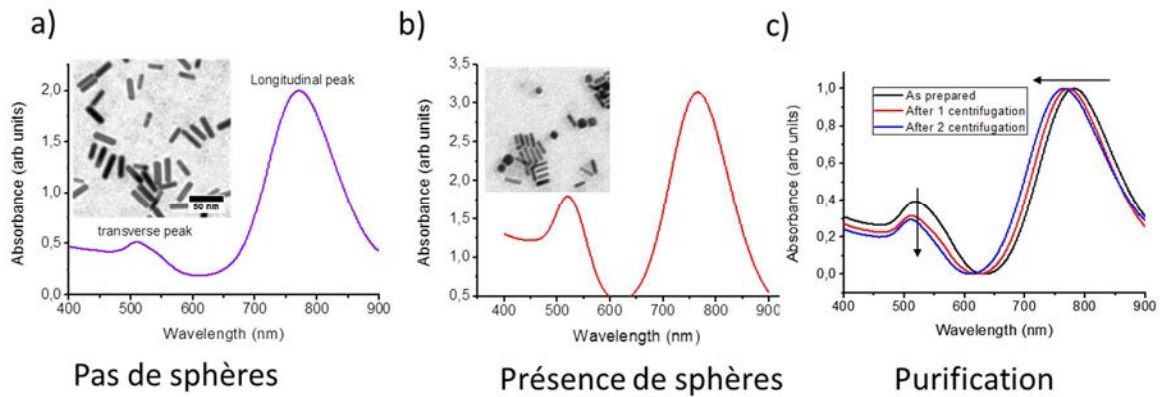 a)
Absorbance (arb units)
2,0
1,5
1,0
0,5
0,0
Longitudinal peak
transverse peak
50 nm
400 500 600 700 800 900
Wavelength (nm)
Pas de sphères
b)
Absorbance (arb units)
3,5
3,0
2,5
2,0
1,5
1,0
0,5
400 500 600 700 800 900
Wavelength (nm)
Présence de sphères
c)
Absorbance (arb units)
1,0
0,8
0,6
0,4
0,2
0,0
As prepared
After 1 centrifugation
After 2 centrifugation
400 500 600 700 800 900
Wavelength (nm)
Purification